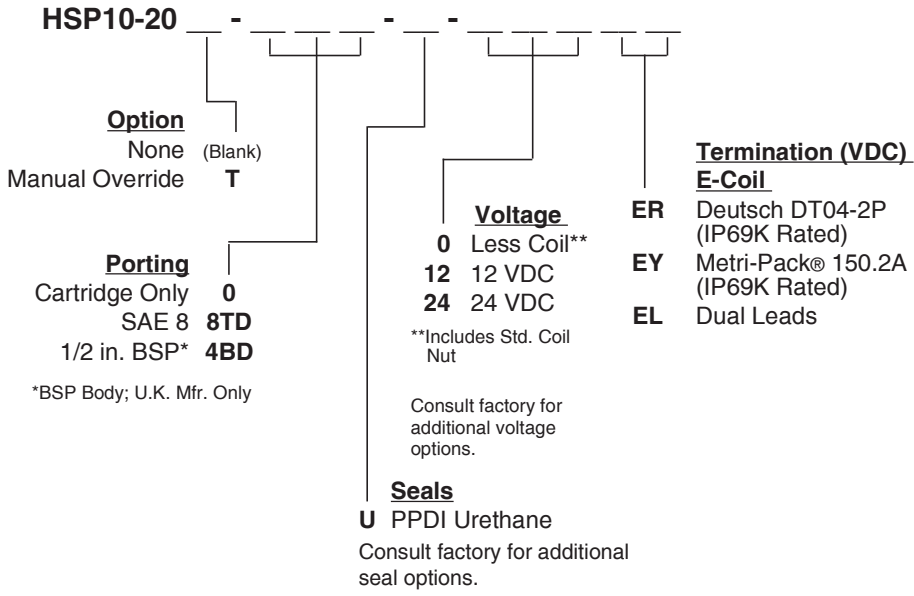 HSP10-20 __ - __ __ __ - __ - __ __ __ __ __
Option
None (Blank)
Manual Override T
Porting
Cartridge Only 0
SAE 8 8TD
1/2 in. BSP* 4BD
*BSP Body; U.K. Mfr. Only
Seals
U PPDI Urethane
Consult factory for additional
seal options.
Voltage
0 Less Coil**
12 12 VDC
24 24 VDC
**Includes Std. Coil
Nut
Consult factory for
additional voltage
options.
Termination (VDC)
E-Coil
ER Deutsch DT04-2P
(IP69K Rated)
EY Metri-Pack® 150.2A
(IP69K Rated)
EL Dual Leads